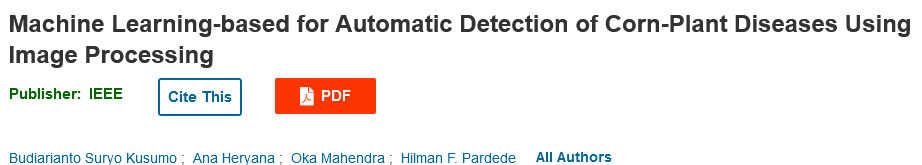 Machine Learning-based for Automatic Detection of Corn-Plant Diseases Using
Image Processing
Publisher: IEEE Cite This PDF
Budiarianto Suryo Kusumo ; Ana Heryana ; Oka Mahendra ; Hilman F. Pardede All Authors